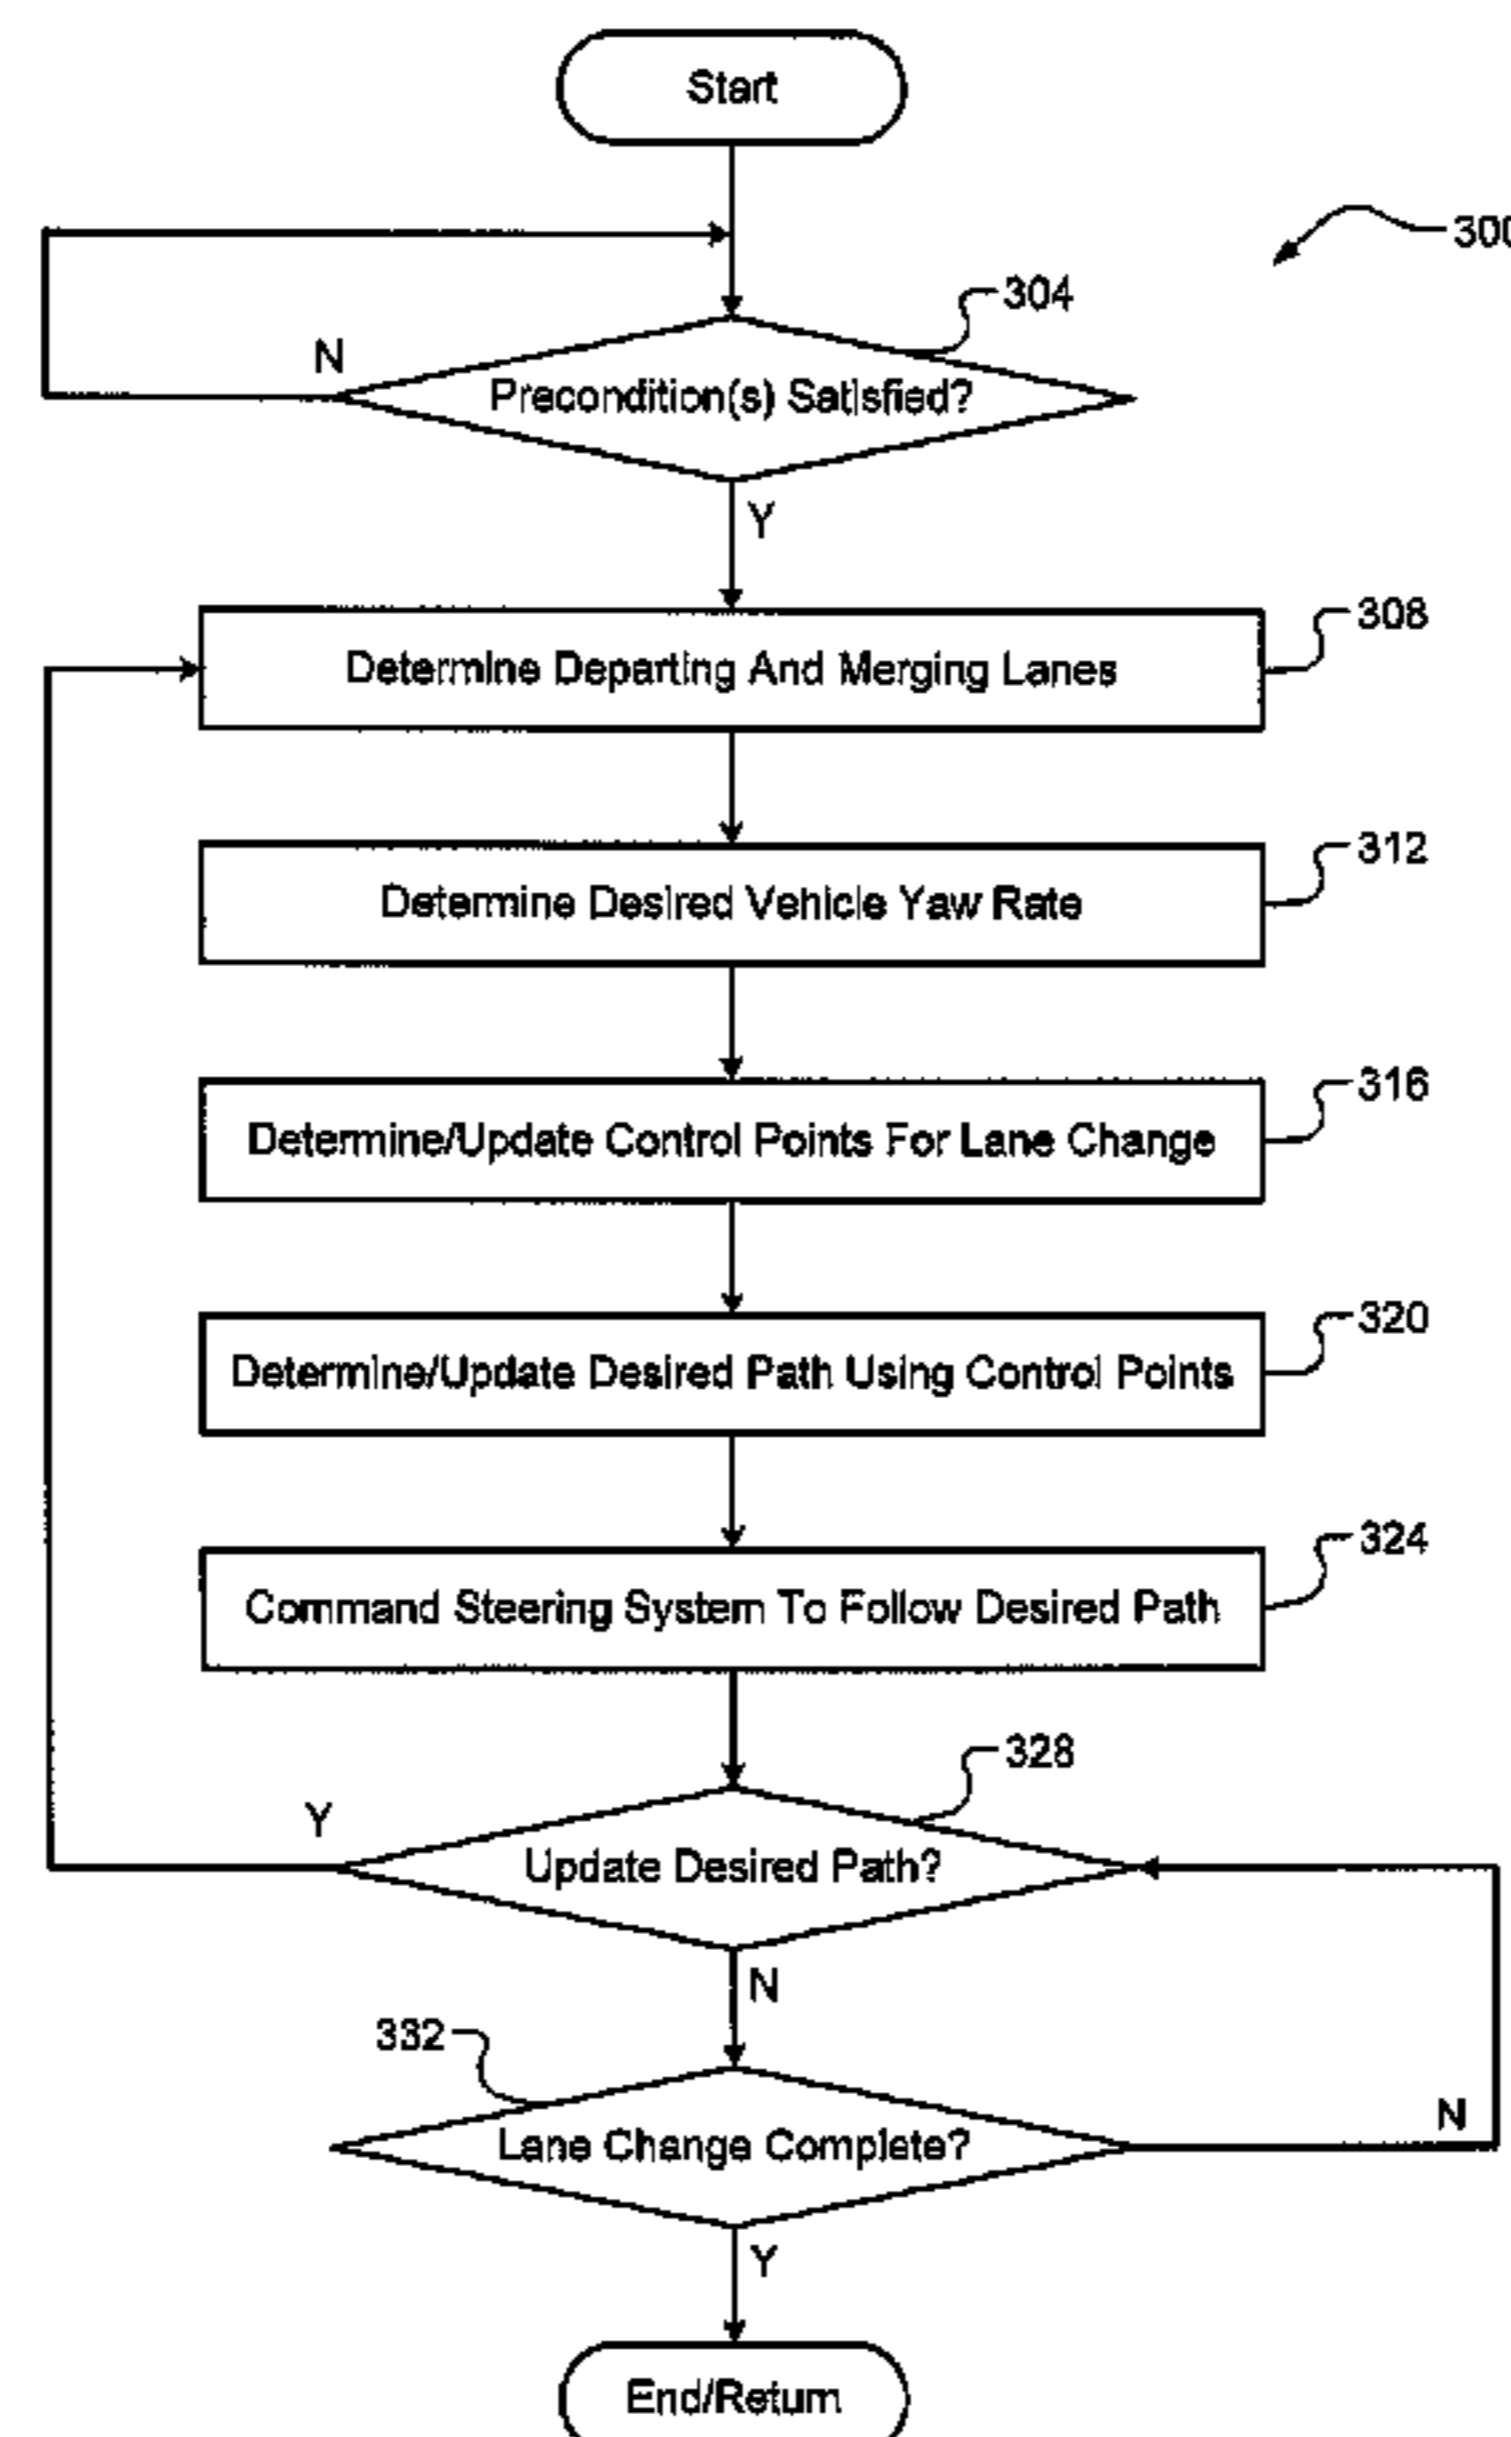 Start
300
304
N
Precondition(s) Satisfied?
Y
308
Determine Departing And Merging Lanes
312
Determine Desired Vehicle Yaw Rate
316
Determine/Update Control Points For Lane Change
320
Determine/Update Desired Path Using Control Points
324
Command Steering System To Follow Desired Path
328
Y
Update Desired Path?
N
332
Lane Change Complete?
N
Y
End/Return